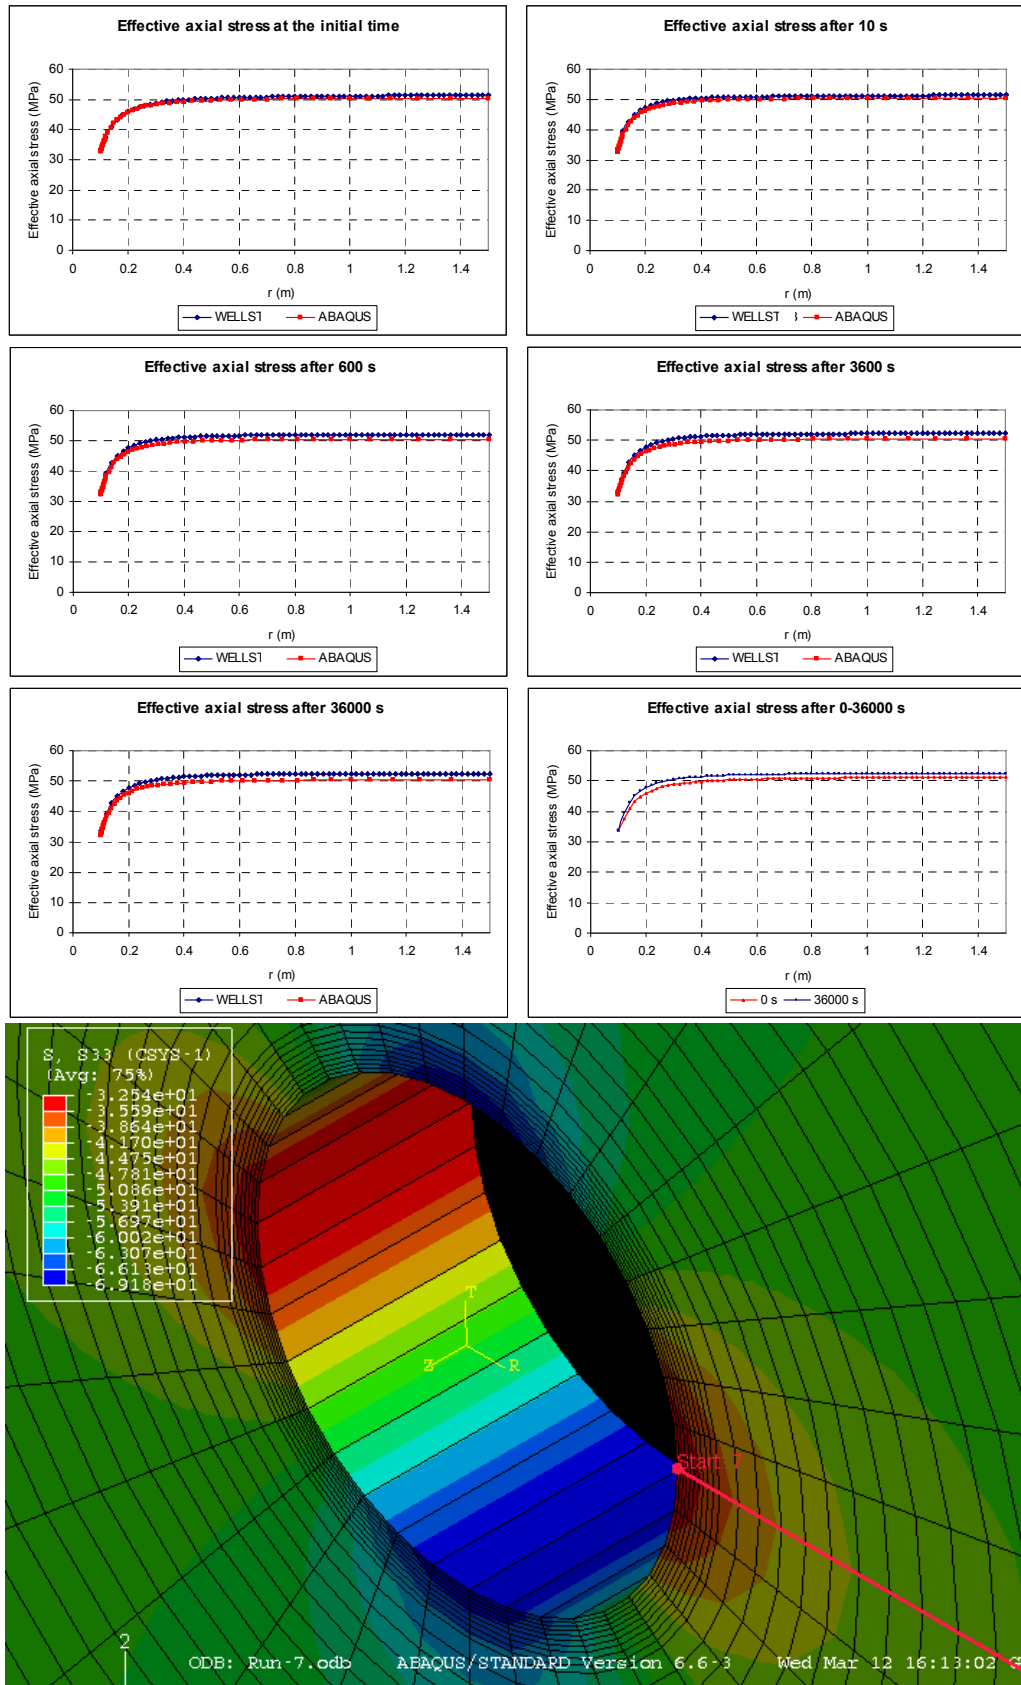 Effective axial stress at the initial time
Effective axial stress (MPa)
60
50
40
30
20
10
0
0 0.2 0.4 0.6 0.8 1 1.2 1.4
r (m)
WELLST ABAQUS
Effective axial stress after 10 s
Effective axial stress (MPa)
60
50
40
30
20
10
0
0 0.2 0.4 0.6 0.8 1 1.2 1.4
r (m)
WELLST ABAQUS
Effective axial stress after 600 s
Effective axial stress (MPa)
60
50
40
30
20
10
0
0 0.2 0.4 0.6 0.8 1 1.2 1.4
r (m)
WELLST ABAQUS
Effective axial stress after 3600 s
Effective axial stress (MPa)
60
50
40
30
20
10
0
0 0.2 0.4 0.6 0.8 1 1.2 1.4
r (m)
WELLST ABAQUS
Effective axial stress after 36000 s
Effective axial stress (MPa)
60
50
40
30
20
10
0
0 0.2 0.4 0.6 0.8 1 1.2 1.4
r (m)
WELLST ABAQUS
Effective axial stress after 0-36000 s
Effective axial stress (MPa)
60
50
40
30
20
10
0
0 0.2 0.4 0.6 0.8 1 1.2 1.4
r (m)
0 s 36000 s
S, S33 (CSYS-1)
(Avg: 75%)
-3.254e+01
-3.559e+01
-3.864e+01
-4.170e+01
-4.475e+01
-4.781e+01
-5.086e+01
-5.391e+01
-5.697e+01
-6.002e+01
-6.307e+01
-6.613e+01
-6.918e+01
T
Z R
Start 7
2
ODB: Run-7.odb ABAQUS/STANDARD Version 6.6-3 Wed Mar 12 16:13:02